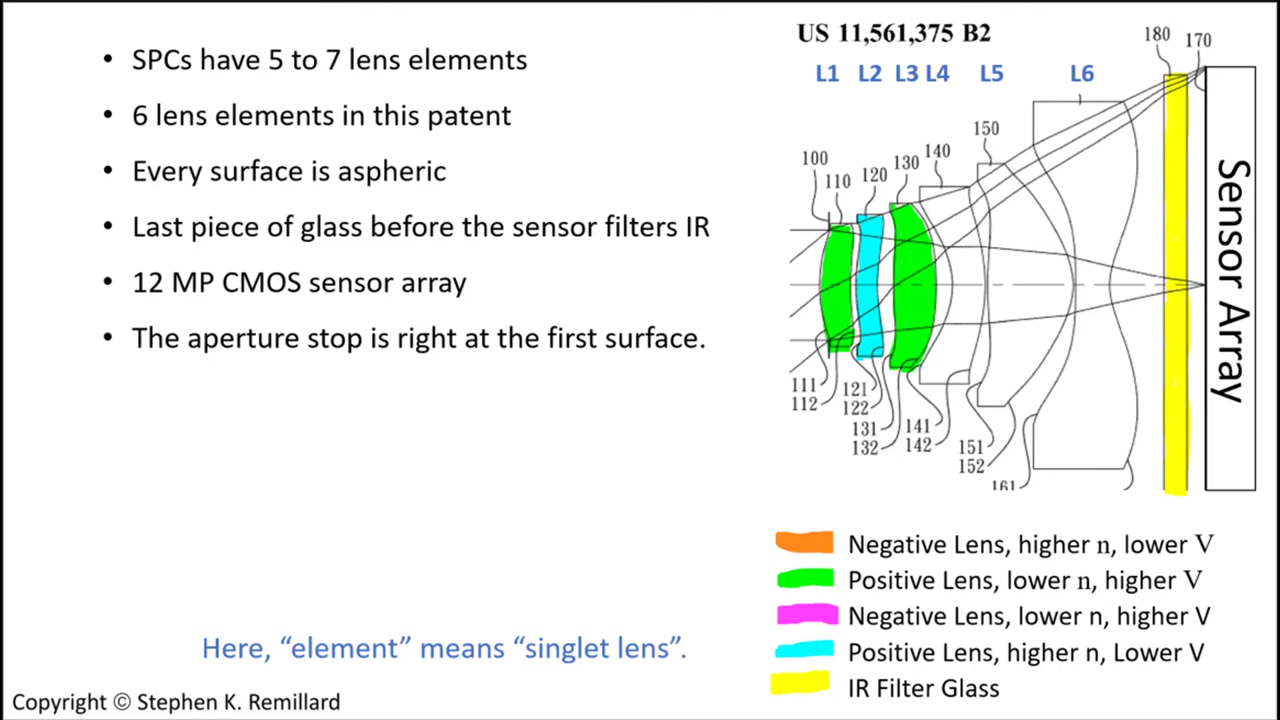 • SPCs have 5 to 7 lens elements
• 6 lens elements in this patent
• Every surface is aspheric
• Last piece of glass before the sensor filters IR
• 12 MP CMOS sensor array
• The aperture stop is right at the first surface.
Here, “element” means “singlet lens”.
Copyright © Stephen K. Remillard
US 11,561,375 B2
L1 L2 L3 L4 L5 L6
180 170
150
140
130
120
110
100
111
112
121
122
131
132
141
142
151
152
161
Sensor Array
Negative Lens, higher n, lower V
Positive Lens, lower n, higher V
Negative Lens, lower n, higher V
Positive Lens, higher n, Lower V
IR Filter Glass